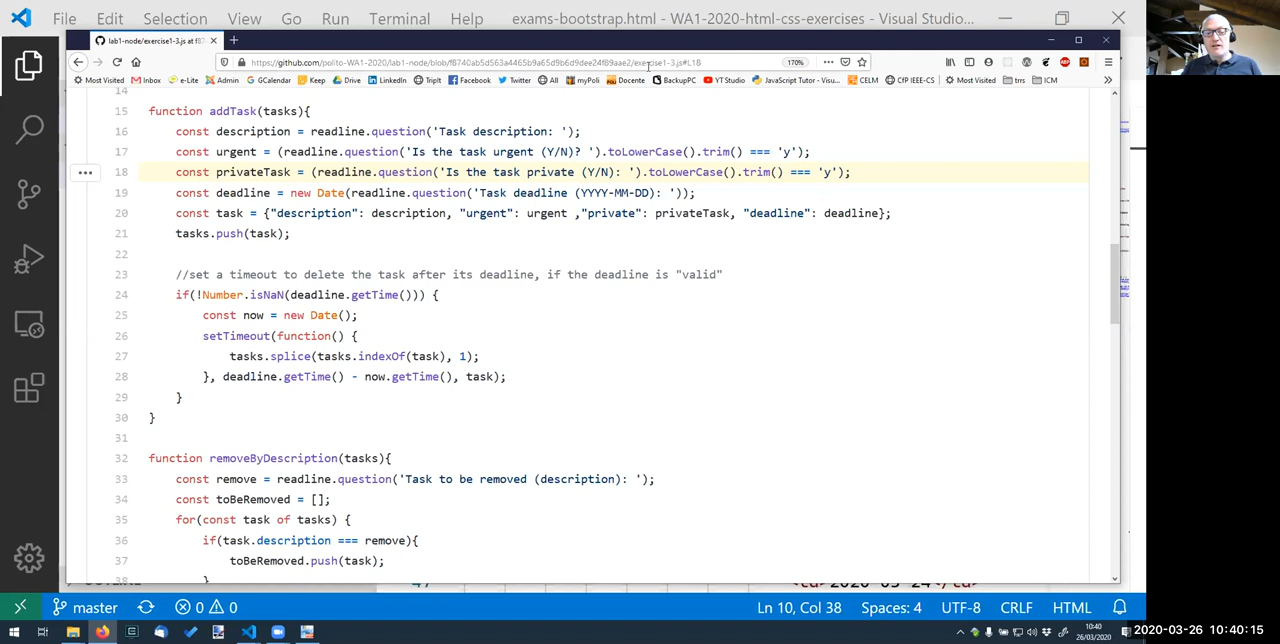 File Edit Selection View Go Run Terminal Help exams-bootstrap.html - WA1-2020-html-css-exercises - Visual Studio...
lab1-node/exercise1-3.js at f87
https://github.com/polito-WA1-2020/lab1-node/blob/f8740ab5d563a4465b9a65d9b6d9dee24f89aae2/exercise1-3.js#L18 170%
Most Visited Inbox e-Lite Admin GCalendar Keep Drive LinkedIn TripIt Facebook Twitter All myPoli Docente BackupPC YT Studio JavaScript Tutor - Visu... CELM CfP IEEE-CS Most Visited trrs ICM
14
15 function addTask(tasks){
16 const description = readline.question('Task description: ');
17 const urgent = (readline.question('Is the task urgent (Y/N)? ').toLowerCase().trim() === 'y');
18 const privateTask = (readline.question('Is the task private (Y/N): ').toLowerCase().trim() === 'y');
19 const deadline = new Date(readline.question('Task deadline (YYYY-MM-DD): '));
20 const task = {"description": description, "urgent": urgent ,"private": privateTask, "deadline": deadline};
21 tasks.push(task);
22
23 //set a timeout to delete the task after its deadline, if the deadline is "valid"
24 if(!Number.isNaN(deadline.getTime())) {
25 const now = new Date();
26 setTimeout(function() {
27 tasks.splice(tasks.indexOf(task), 1);
28 }, deadline.getTime() - now.getTime(), task);
29 }
30 }
31
32 function removeByDescription(tasks){
33 const remove = readline.question('Task to be removed (description): ');
34 const toBeRemoved = [];
35 for(const task of tasks) {
36 if(task.description === remove){
37 toBeRemoved.push(task);
38 }
master 0 0 Ln 10, Col 38 Spaces: 4 UTF-8 CRLF HTML
10:40
26/03/2020
2020-03-26 10:40:15